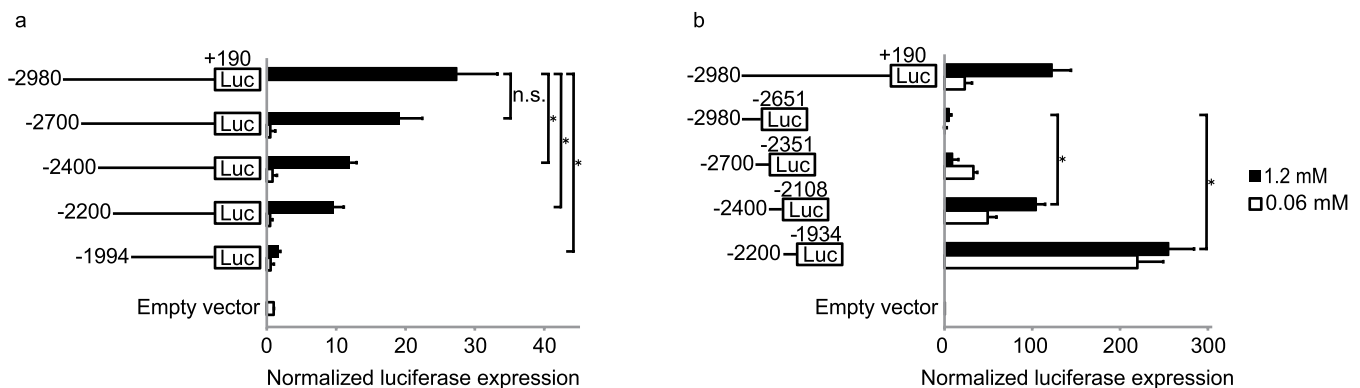 a
+190
-2980 Luc
n.s.
-2700 Luc
*
-2400 Luc
*
*
-2200 Luc
-1994 Luc
Empty vector
0 10 20 30 40
Normalized luciferase expression
b
+190
-2980 Luc
-2651
-2980 Luc
-2351
-2700 Luc
*
-2108
-2400 Luc
*
-1934
-2200 Luc
Empty vector
0 100 200 300
Normalized luciferase expression
1.2 mM
0.06 mM